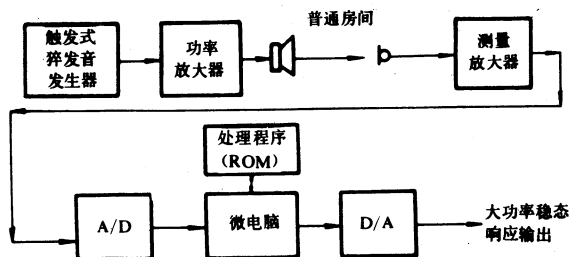 普通房间
触发式
猝发音
发生器
功率
放大器
测量
放大器
处理程序
(ROM)
A/D
微电脑
D/A
大功率稳态
响应输出